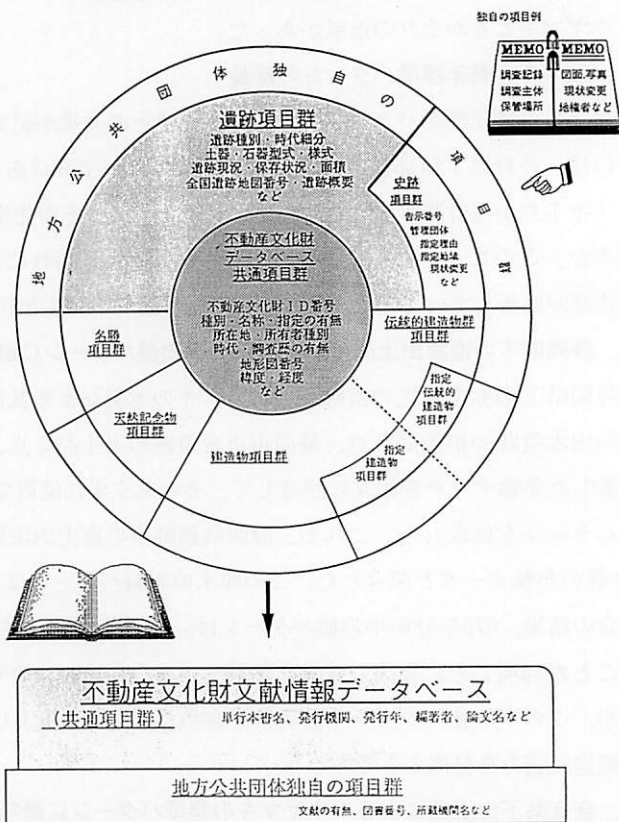 独自の項目例
MEMO MEMO
調査記録 図面,写真
調査主体 現状変更
保管場所 地権者など
地方公共団体独自の項目群
遺跡項目群
遺跡種別・時代細分
土器・石器型式・様式
遺跡現況・保存状況・面積
全国遺跡地図番号・遺跡概要
など
史跡
項目群
告示番号
管理団体
指定理由
指定地域
現状変更
など
不動産文化財
データベース
共通項目群
不動産文化財ID番号
種別・名称・指定の有無
所在地・所有者種別
時代・調査歴の有無
地形図番号
緯度・経度
など
名勝
項目群
天然記念物
項目群
建造物項目群
伝統的建造物群
項目群
指定
伝統的
建造物
項目群
指定
建造物
項目群
不動産文化財文献情報データベース
(共通項目群) 単行本書名、発行機関、発行年、編著者、論文名など
地方公共団体独自の項目群
文献の有無、図書番号、所蔵機関名など